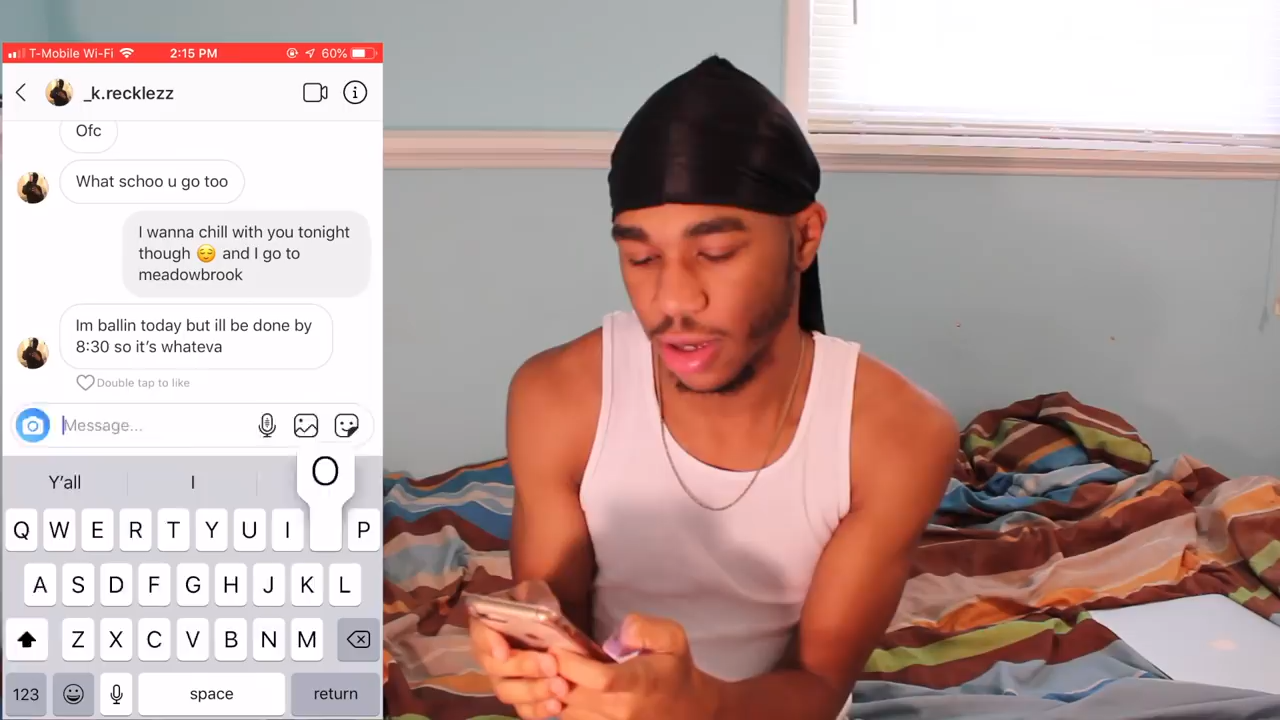 T-Mobile Wi-Fi 2:15 PM 60%
_k.recklezz
Ofc
What schoo u go too
I wanna chill with you tonight
though 😌 and I go to
meadowbrook
Im ballin today but ill be done by
8:30 so it's whateva
Double tap to like
Message...
Y'all I
O
Q W E R T Y U I P
A S D F G H J K L
Z X C V B N M
123 space return